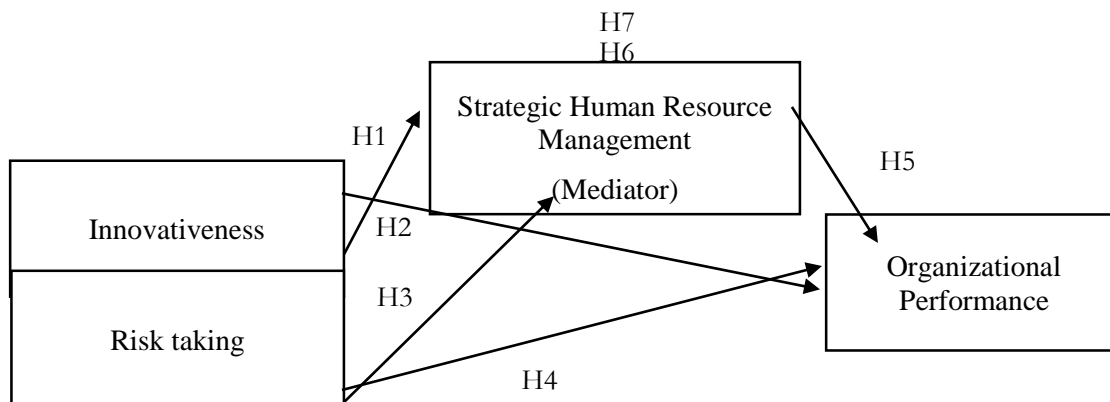 H7
H6
Strategic Human Resource
Management
(Mediator)
H1
H5
Innovativeness
H2
Organizational
Performance
H3
Risk taking
H4